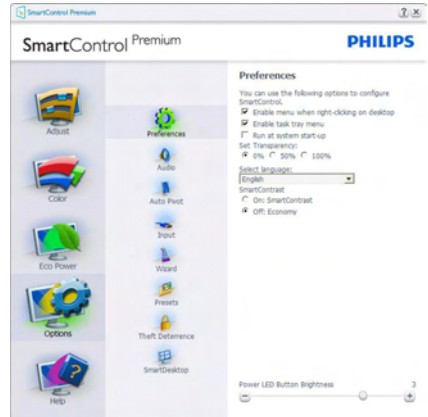 SmartControl Premium
SmartControl Premium
PHILIPS
Adjust
Color
Eco Power
Options
Help
Preferences
Audio
Auto Pivot
Input
Wizard
Presets
Theft Deterrence
SmartDesktop
Preferences
You can use the following options to configure
SmartControl.
Enable menu when right-clicking on desktop
Enable task tray menu
Run at system start-up
Set Transparency:
0% 50% 100%
Select language:
English
SmartContrast
On: SmartContrast
Off: Economy
Power LED Button Brightness 3